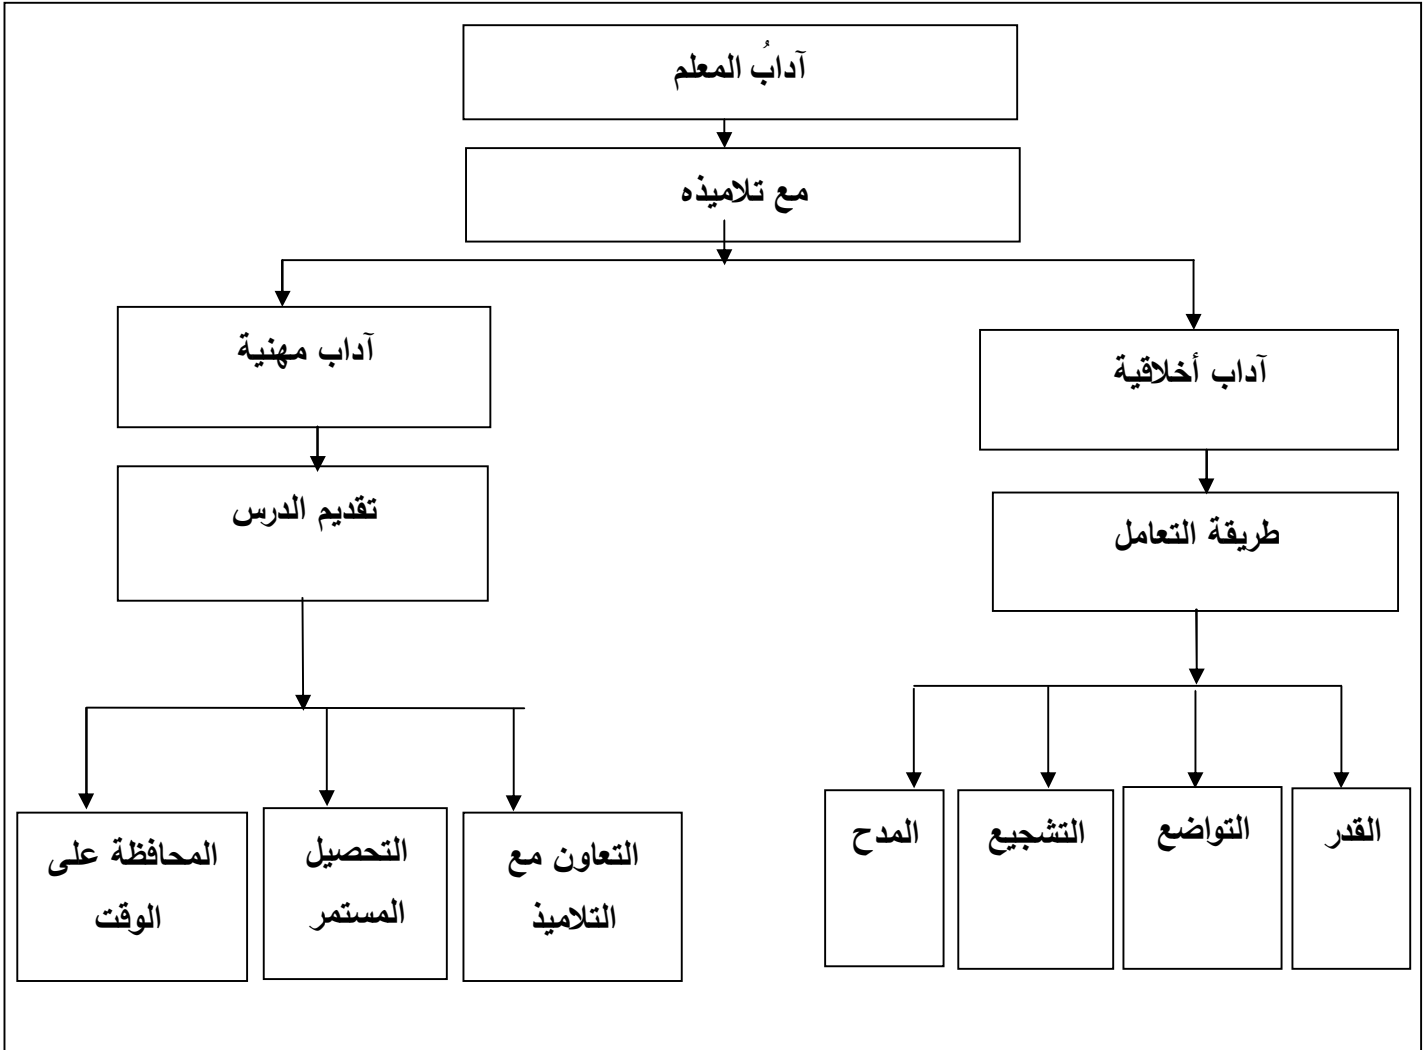 آدابُ المعلم
مع تلاميذه
آداب أخلاقية
آداب مهنية
طريقة التعامل
تقديم الدرس
القدر
التواضع
التشجيع
المدح
التعاون مع
التلاميذ
التحصيل
المستمر
المحافظة على
الوقت